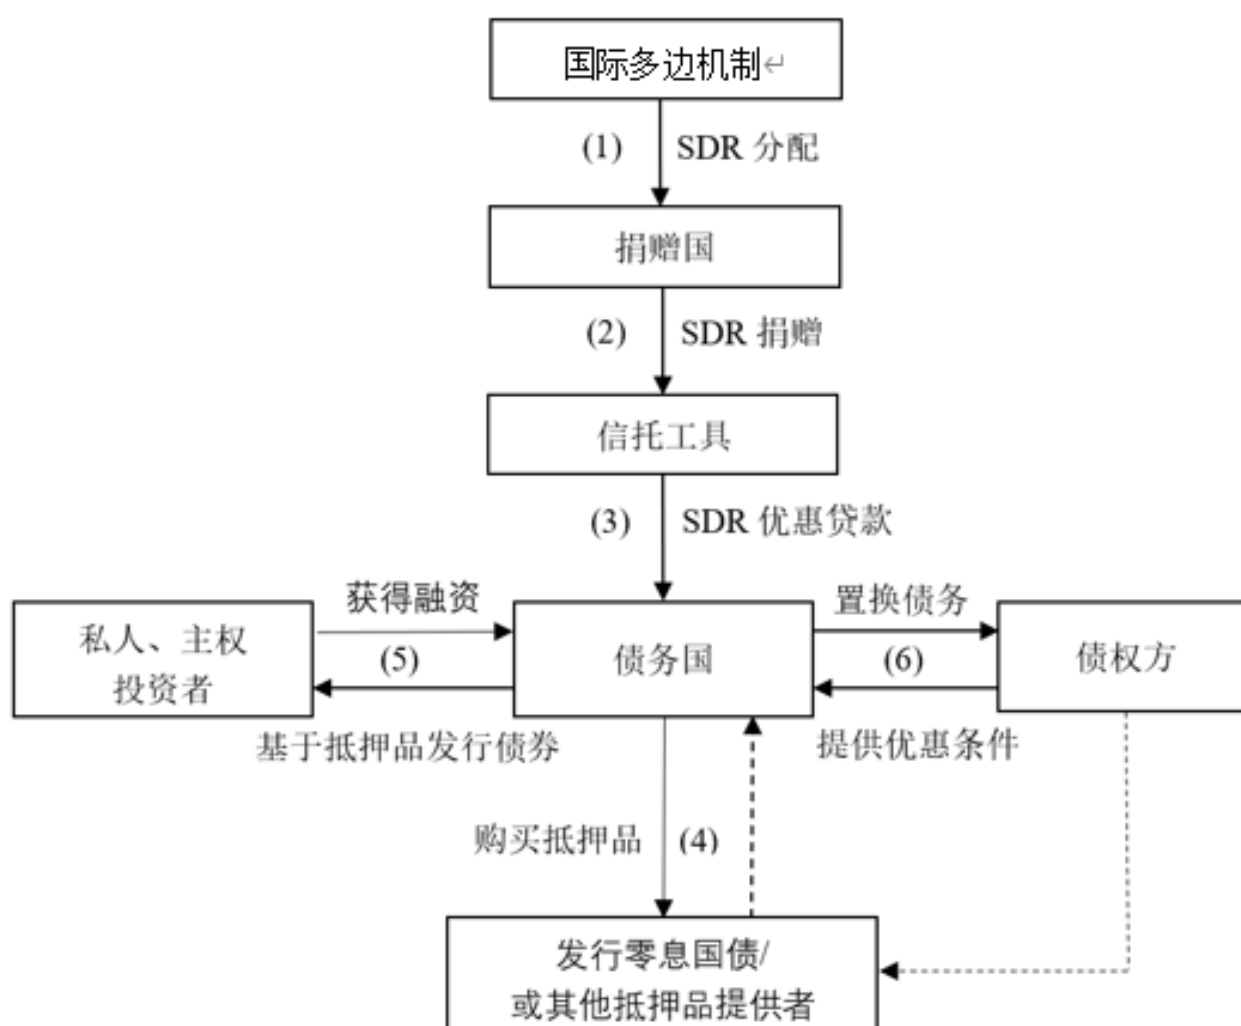 国际多边机制↵
(1) SDR 分配
捐赠国
(2) SDR 捐赠
信托工具
(3) SDR 优惠贷款
获得融资
置换债务
私人、主权
投资者
(5)
债务国
(6)
债权方
基于抵押品发行债券
提供优惠条件
购买抵押品 (4)
发行零息国债/
或其他抵押品提供者